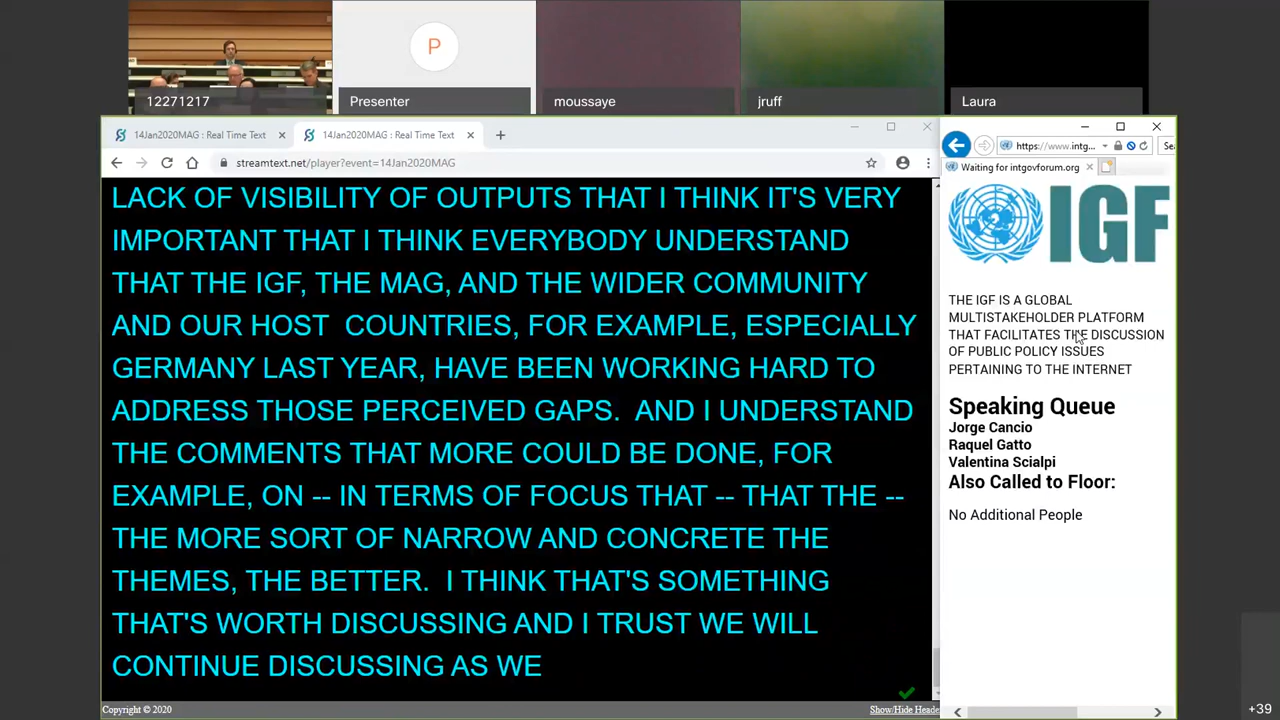 P
12271217
Presenter
moussaye
jruff
Laura
14Jan2020MAG : Real Time Text
14Jan2020MAG : Real Time Text
streamtext.net/player?event=14Jan2020MAG
LACK OF VISIBILITY OF OUTPUTS THAT I THINK IT'S VERY
IMPORTANT THAT I THINK EVERYBODY UNDERSTAND
THAT THE IGF, THE MAG, AND THE WIDER COMMUNITY
AND OUR HOST  COUNTRIES, FOR EXAMPLE, ESPECIALLY
GERMANY LAST YEAR, HAVE BEEN WORKING HARD TO
ADDRESS THOSE PERCEIVED GAPS.  AND I UNDERSTAND
THE COMMENTS THAT MORE COULD BE DONE, FOR
EXAMPLE, ON -- IN TERMS OF FOCUS THAT -- THAT THE --
THE MORE SORT OF NARROW AND CONCRETE THE
THEMES, THE BETTER.  I THINK THAT'S SOMETHING
THAT'S WORTH DISCUSSING AND I TRUST WE WILL
CONTINUE DISCUSSING AS WE
Copyright © 2020
Show/Hide Heade
https://www.intg...
Sea
Waiting for intgovforum.org
IGF
THE IGF IS A GLOBAL
MULTISTAKEHOLDER PLATFORM
THAT FACILITATES THE DISCUSSION
OF PUBLIC POLICY ISSUES
PERTAINING TO THE INTERNET
Speaking Queue
Jorge Cancio
Raquel Gatto
Valentina Scialpi
Also Called to Floor:
No Additional People
+39